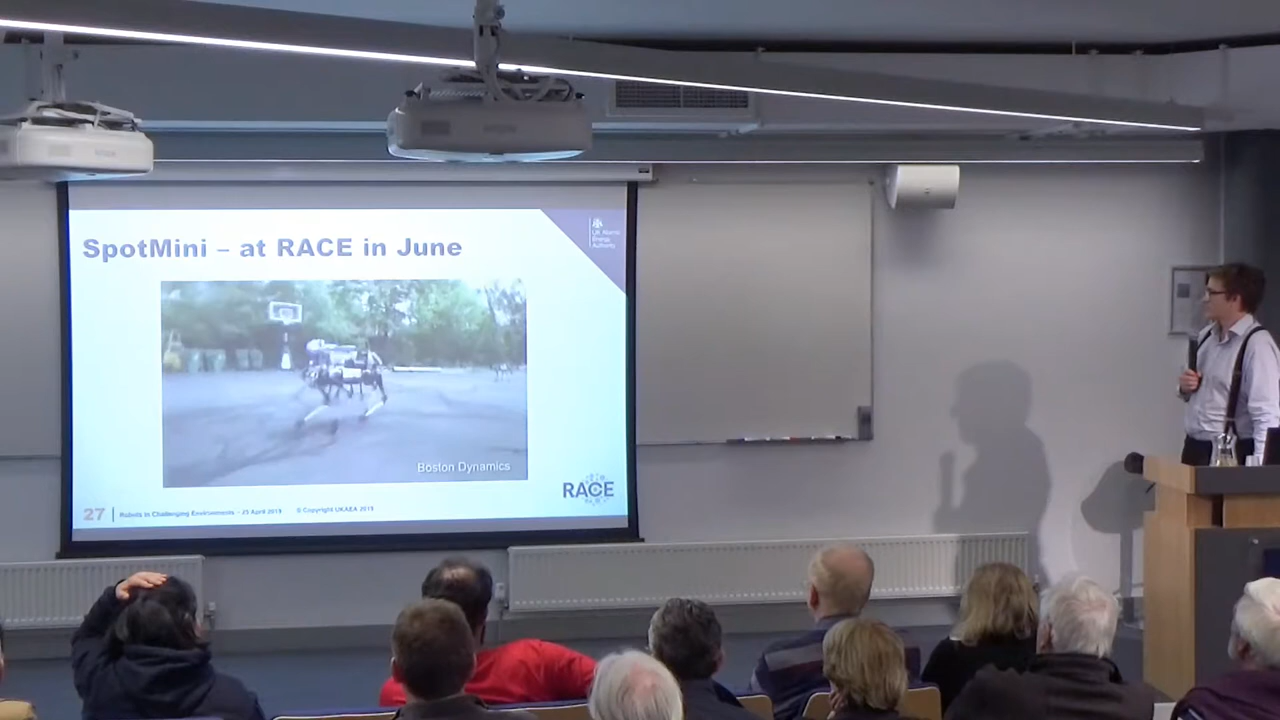 SpotMini – at RACE in June
UK Atomic
Energy
Authority
Boston Dynamics
RACE
27
Robots in Challenging Environments – 25 April 2019
© Copyright UKAEA 2019